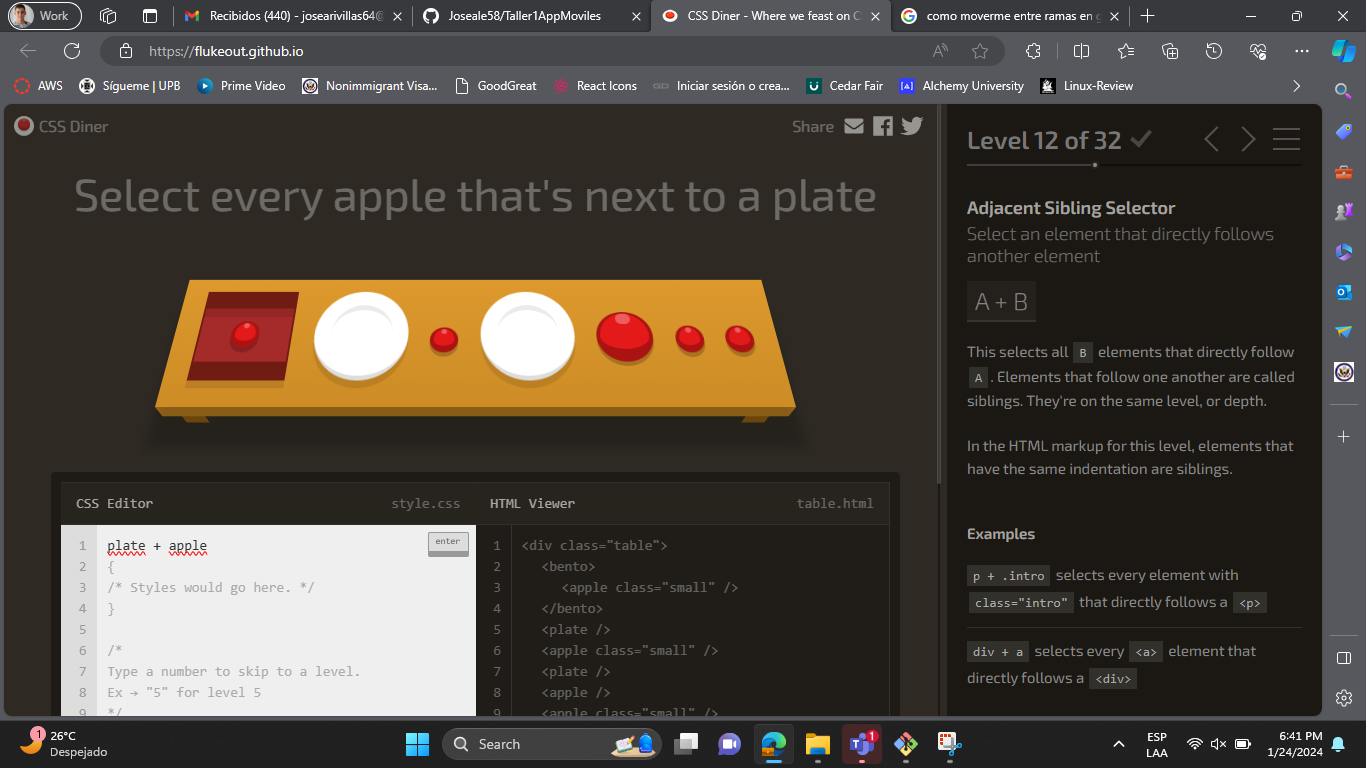 Work
Recibidos (440) - josearivillas64@
Joseale58/Taller1AppMoviles
CSS Diner - Where we feast on C
como moverme entre ramas en g
https://flukeout.github.io
AWS
Sígueme | UPB
Prime Video
Nonimmigrant Visa...
GoodGreat
React Icons
Iniciar sesión o crea...
Cedar Fair
Alchemy University
Linux-Review
CSS Diner
Share
Select every apple that's next to a plate
CSS Editor
style.css
HTML Viewer
table.html
1 plate + apple
enter
2 {
3 /* Styles would go here. */
4 }
5
6 /*
7 Type a number to skip to a level.
8 Ex → "5" for level 5
9 */
1 <div class="table">
2 <bento>
3 <apple class="small" />
4 </bento>
5 <plate />
6 <apple class="small" />
7 <plate />
8 <apple />
9 <apple class="small" />
Level 12 of 32
Adjacent Sibling Selector
Select an element that directly follows
another element
A + B
This selects all B elements that directly follow
A . Elements that follow one another are called
siblings. They're on the same level, or depth.
In the HTML markup for this level, elements that
have the same indentation are siblings.
Examples
p + .intro selects every element with
class="intro" that directly follows a <p>
div + a selects every <a> element that
directly follows a <div>
1
26°C
Despejado
Search
1
ESP
LAA
6:41 PM
1/24/2024